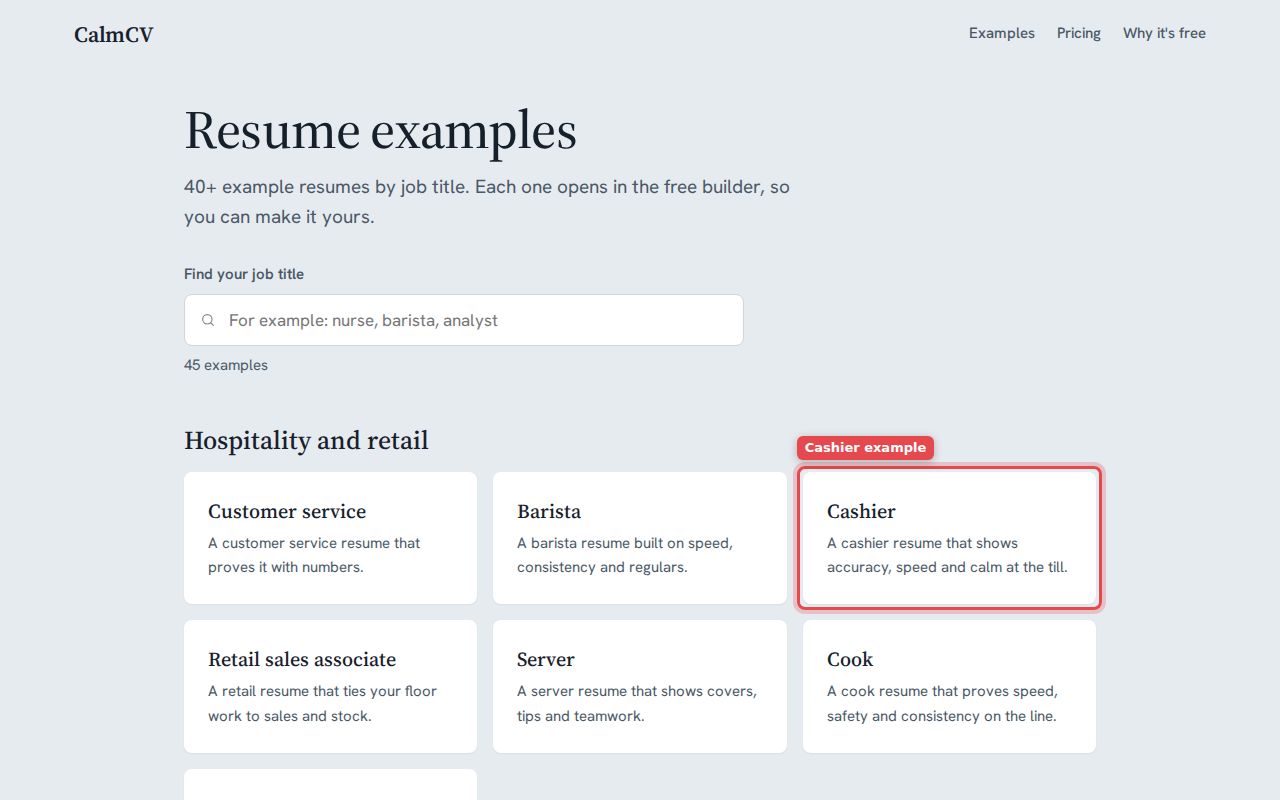 CalmCV
Examples
Pricing
Why it's free
Resume examples
40+ example resumes by job title. Each one opens in the free builder, so
you can make it yours.
Find your job title
For example: nurse, barista, analyst
45 examples
Hospitality and retail
Cashier example
Customer service
A customer service resume that
proves it with numbers.
Barista
A barista resume built on speed,
consistency and regulars.
Cashier
A cashier resume that shows
accuracy, speed and calm at the till.
Retail sales associate
A retail resume that ties your floor
work to sales and stock.
Server
A server resume that shows covers,
tips and teamwork.
Cook
A cook resume that proves speed,
safety and consistency on the line.